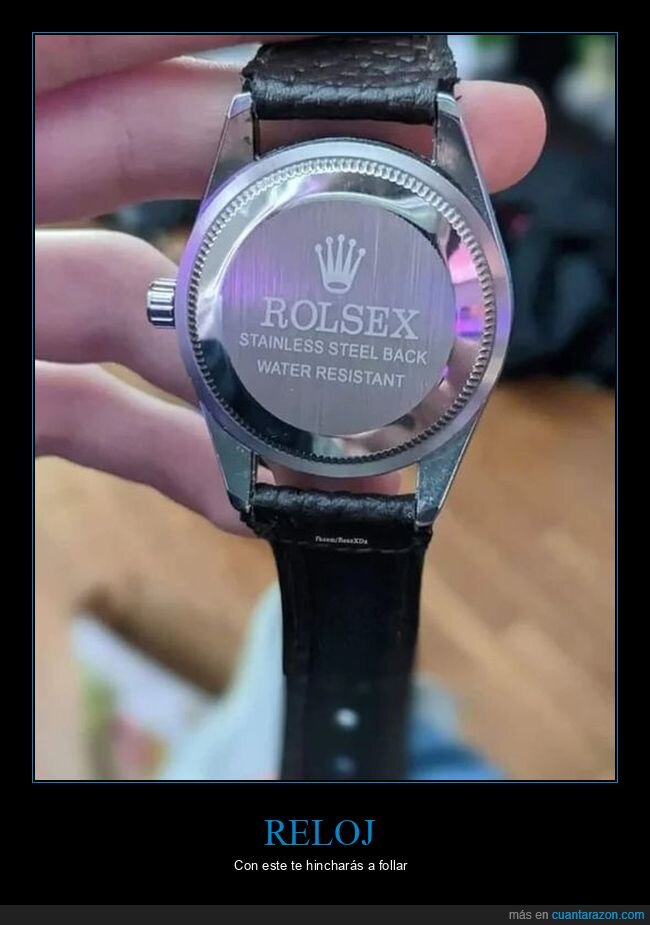 ROLSEX
STAINLESS STEEL BACK
WATER RESISTANT
RELOJ
Con este te hincharás a follar
más en cuantarazon.com